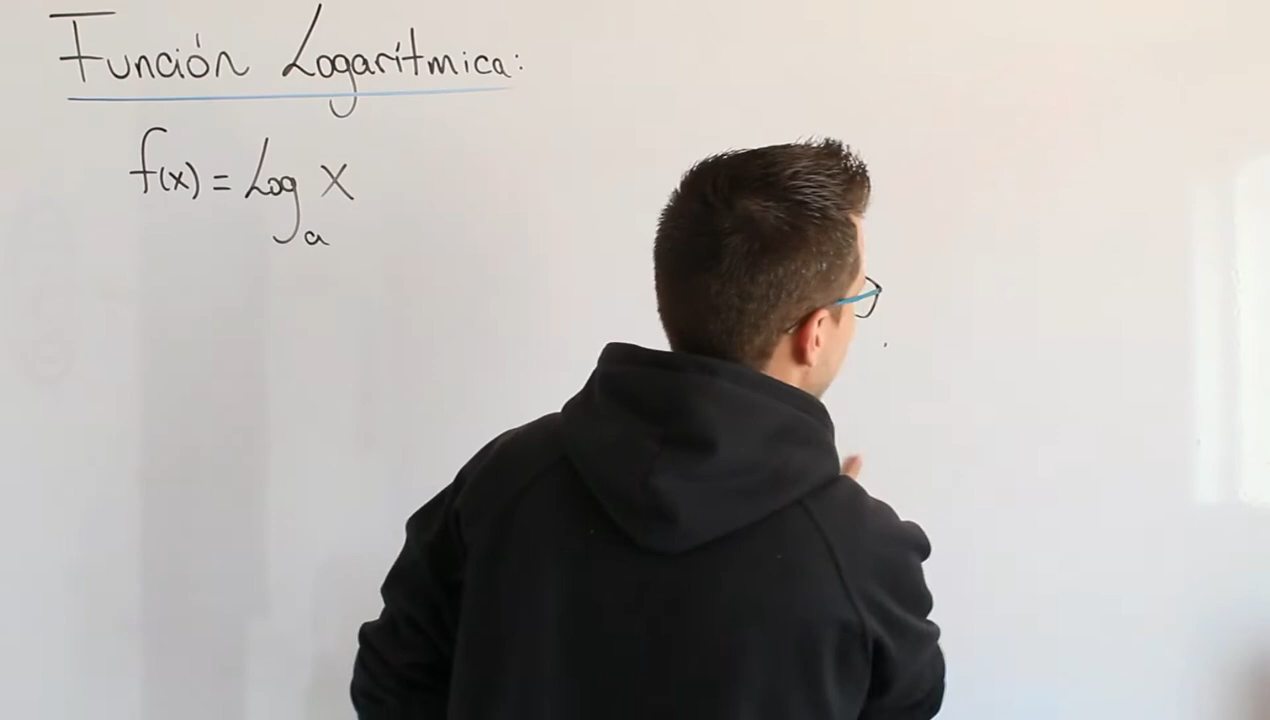 Función Logarítmica:
f(x) = Log_a X